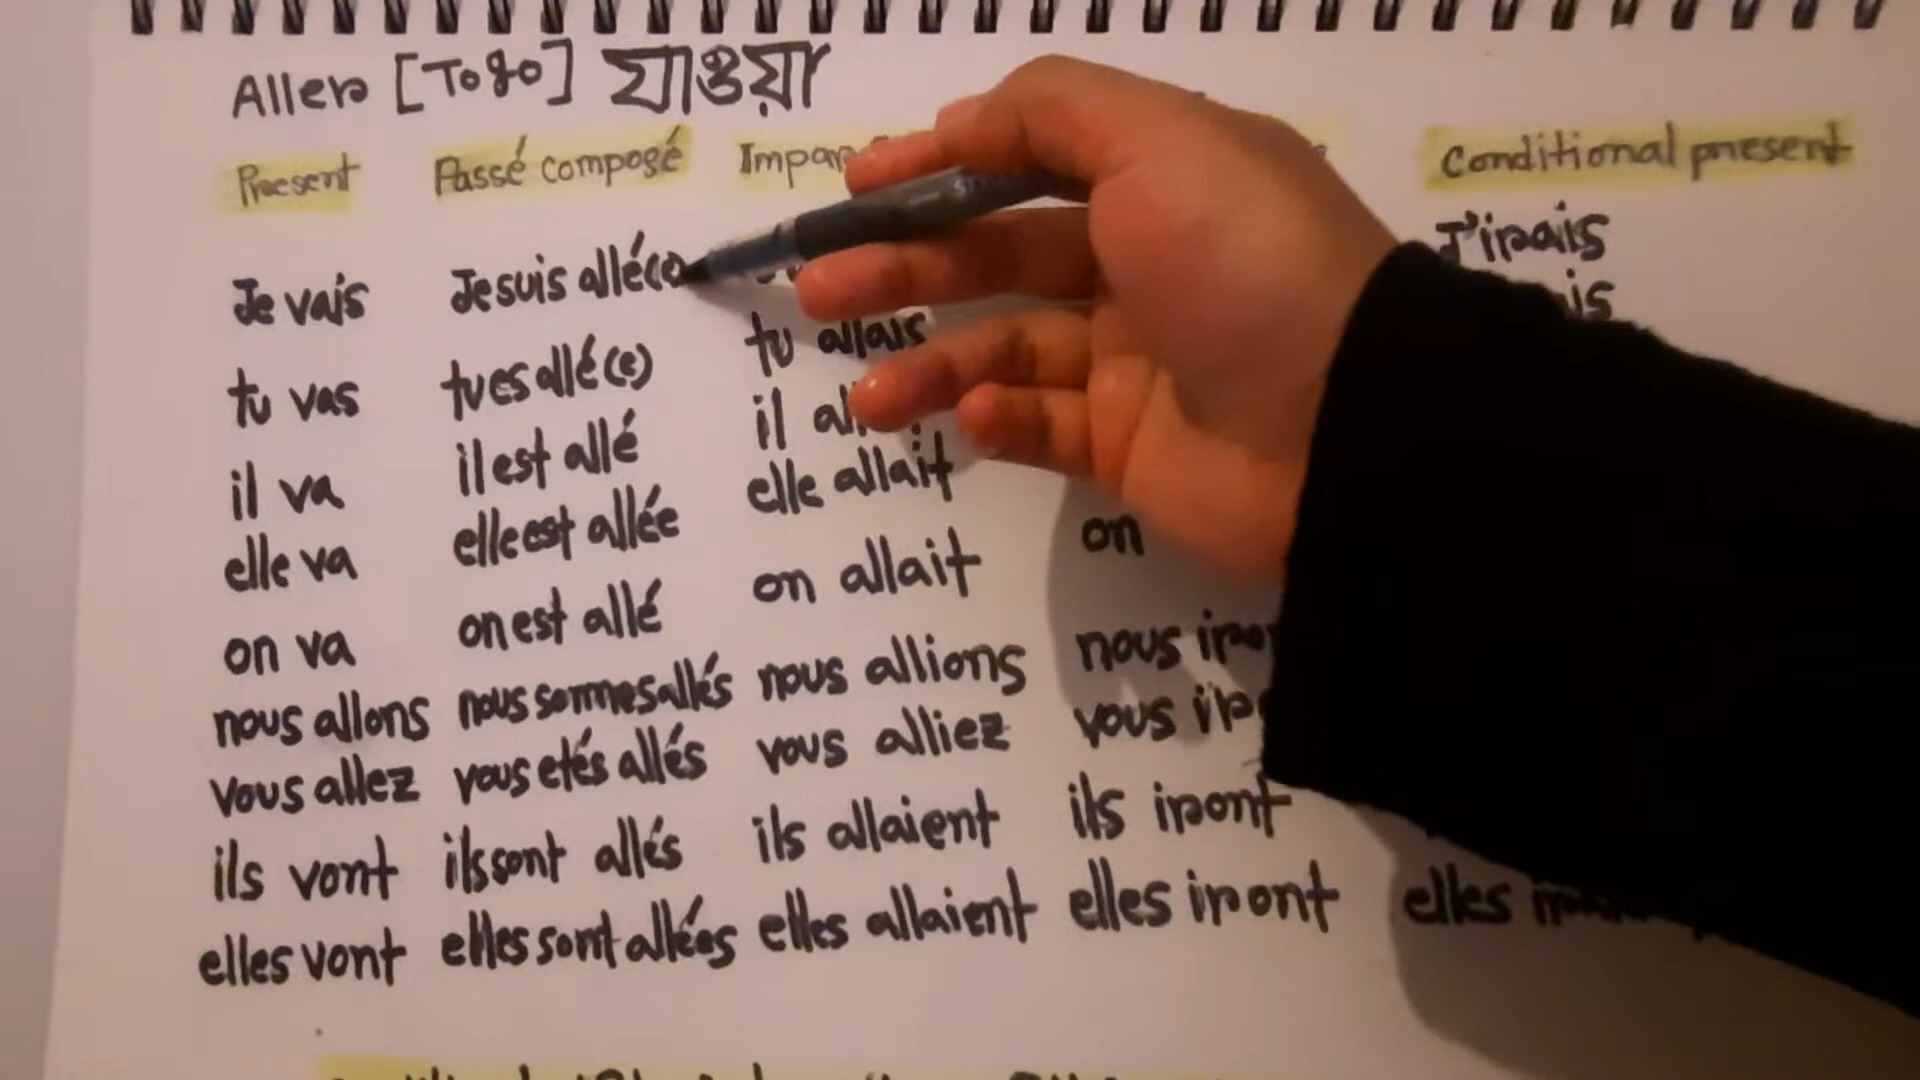 Aller [To go] যাওয়া
Present Passé composé Conditional present
Je vais Je suis allé(e J'irais
tu vas tu es allé(e) tu allais
il va il est allé il
elle va elle est allée elle allait
on va on est allé on allait on
nous allons nous sommes allés nous allions nous
vous allez vous etés allés vous alliez vous
ils vont ils sont allés ils allaient ils iront
elles vont elles sont allées elles allaient elles iront elles